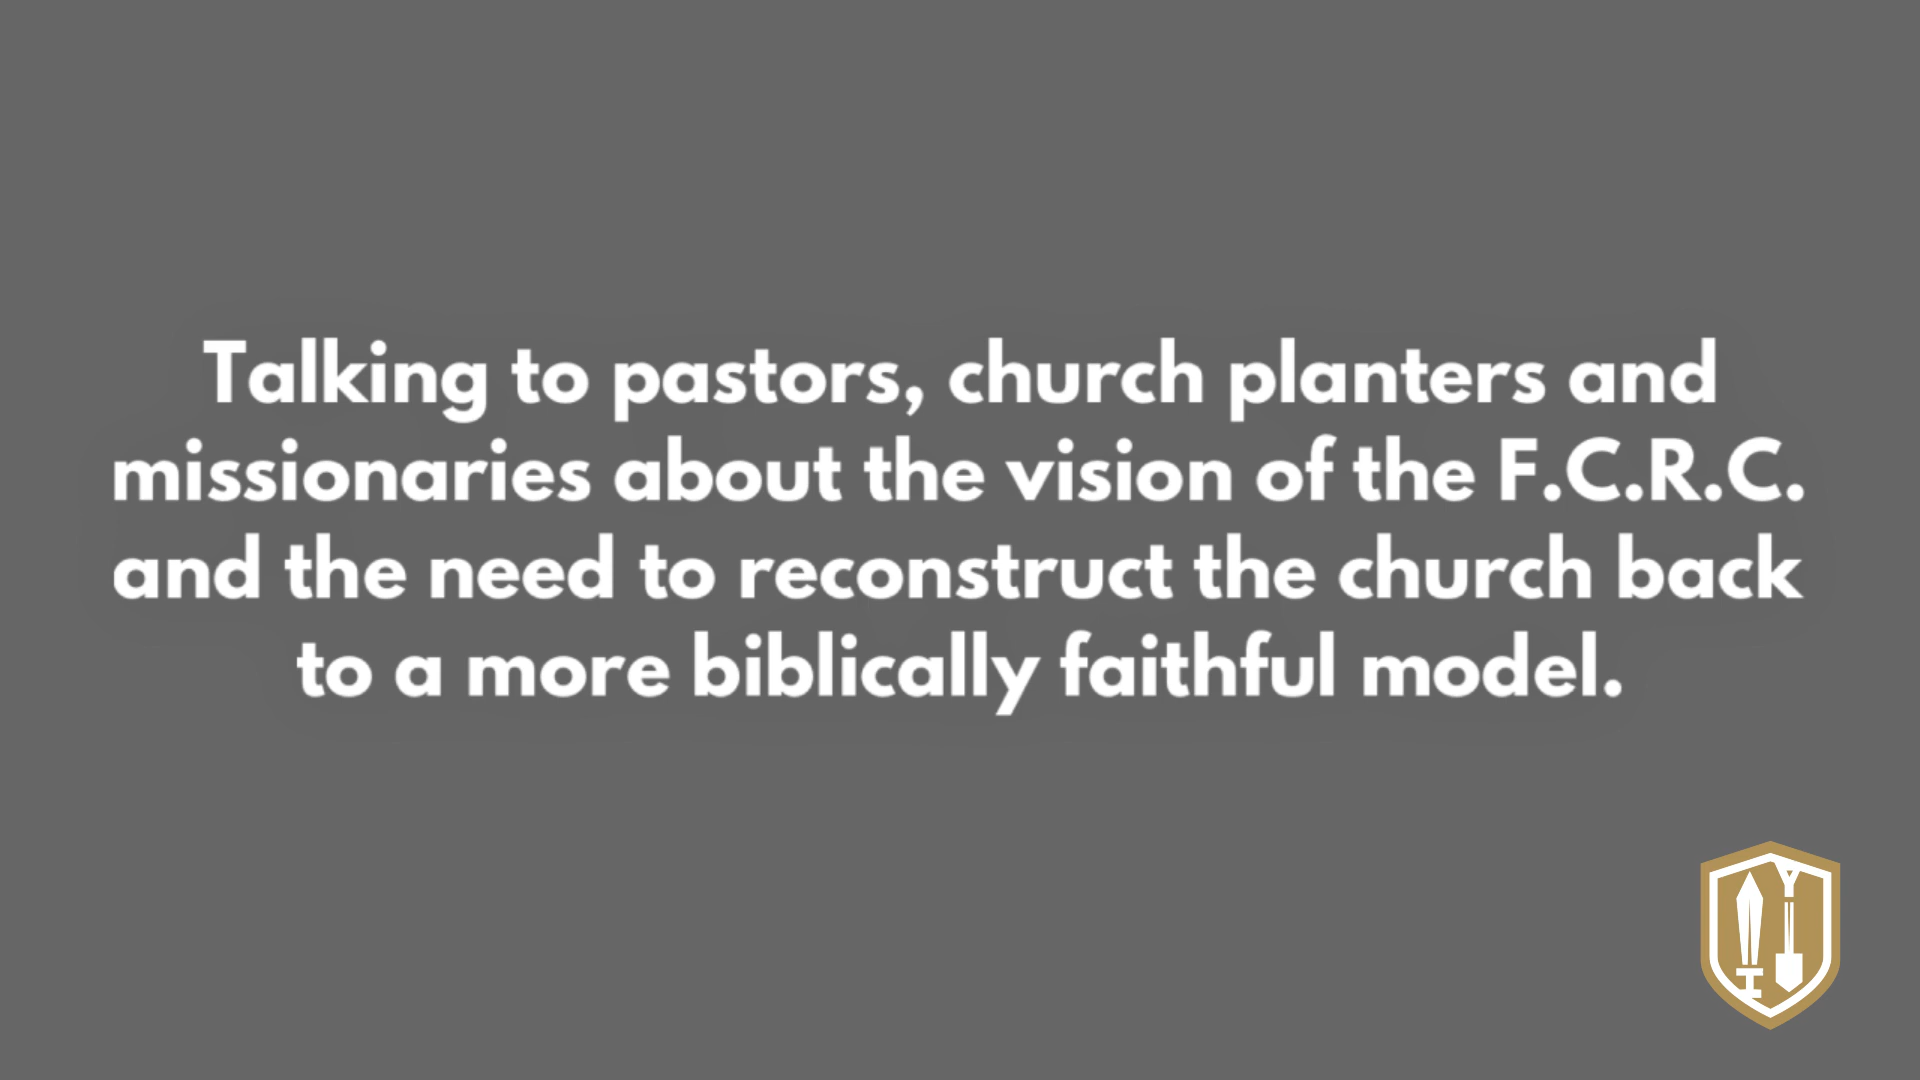 Talking to pastors, church planters and
missionaries about the vision of the F.C.R.C.
and the need to reconstruct the church back
to a more biblically faithful model.